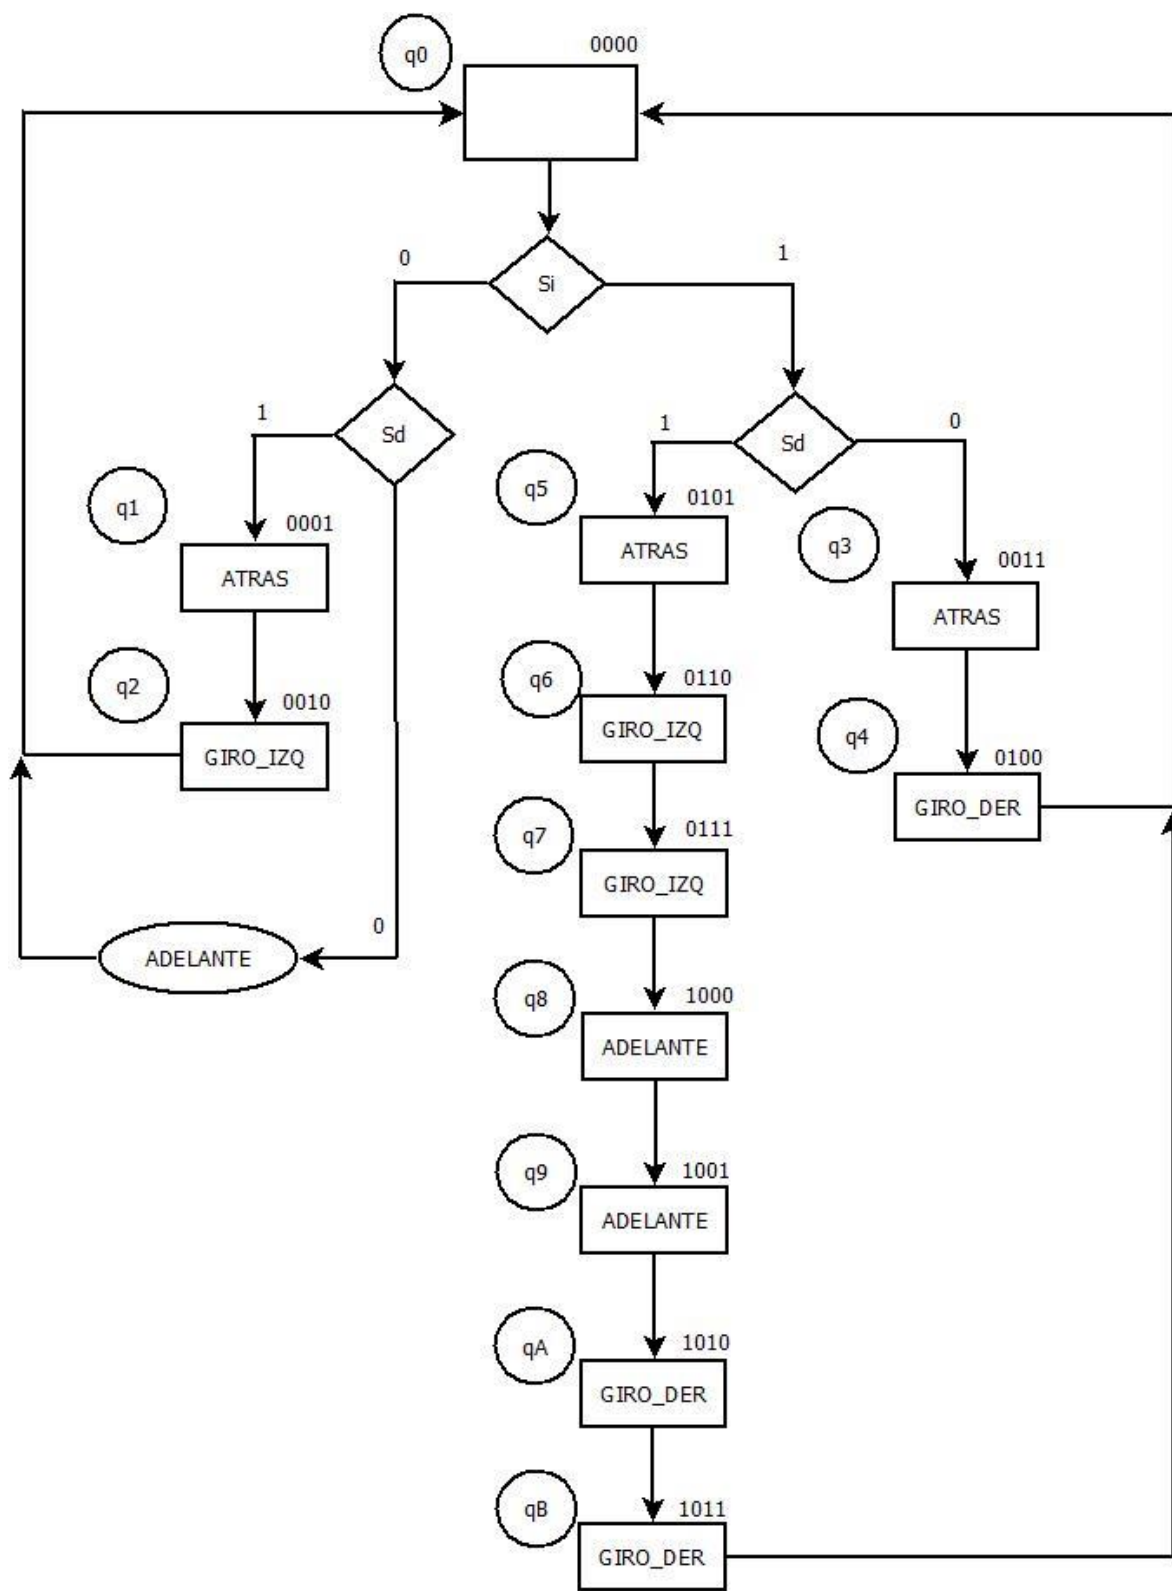 q0
0000
Si
0
1
Sd
1
0
Sd
1
0
q1
0001
ATRAS
q2
0010
GIRO_IZQ
ADELANTE
q5
0101
ATRAS
q6
0110
GIRO_IZQ
q7
0111
GIRO_IZQ
q8
1000
ADELANTE
q9
1001
ADELANTE
qA
1010
GIRO_DER
qB
1011
GIRO_DER
q3
0011
ATRAS
q4
0100
GIRO_DER